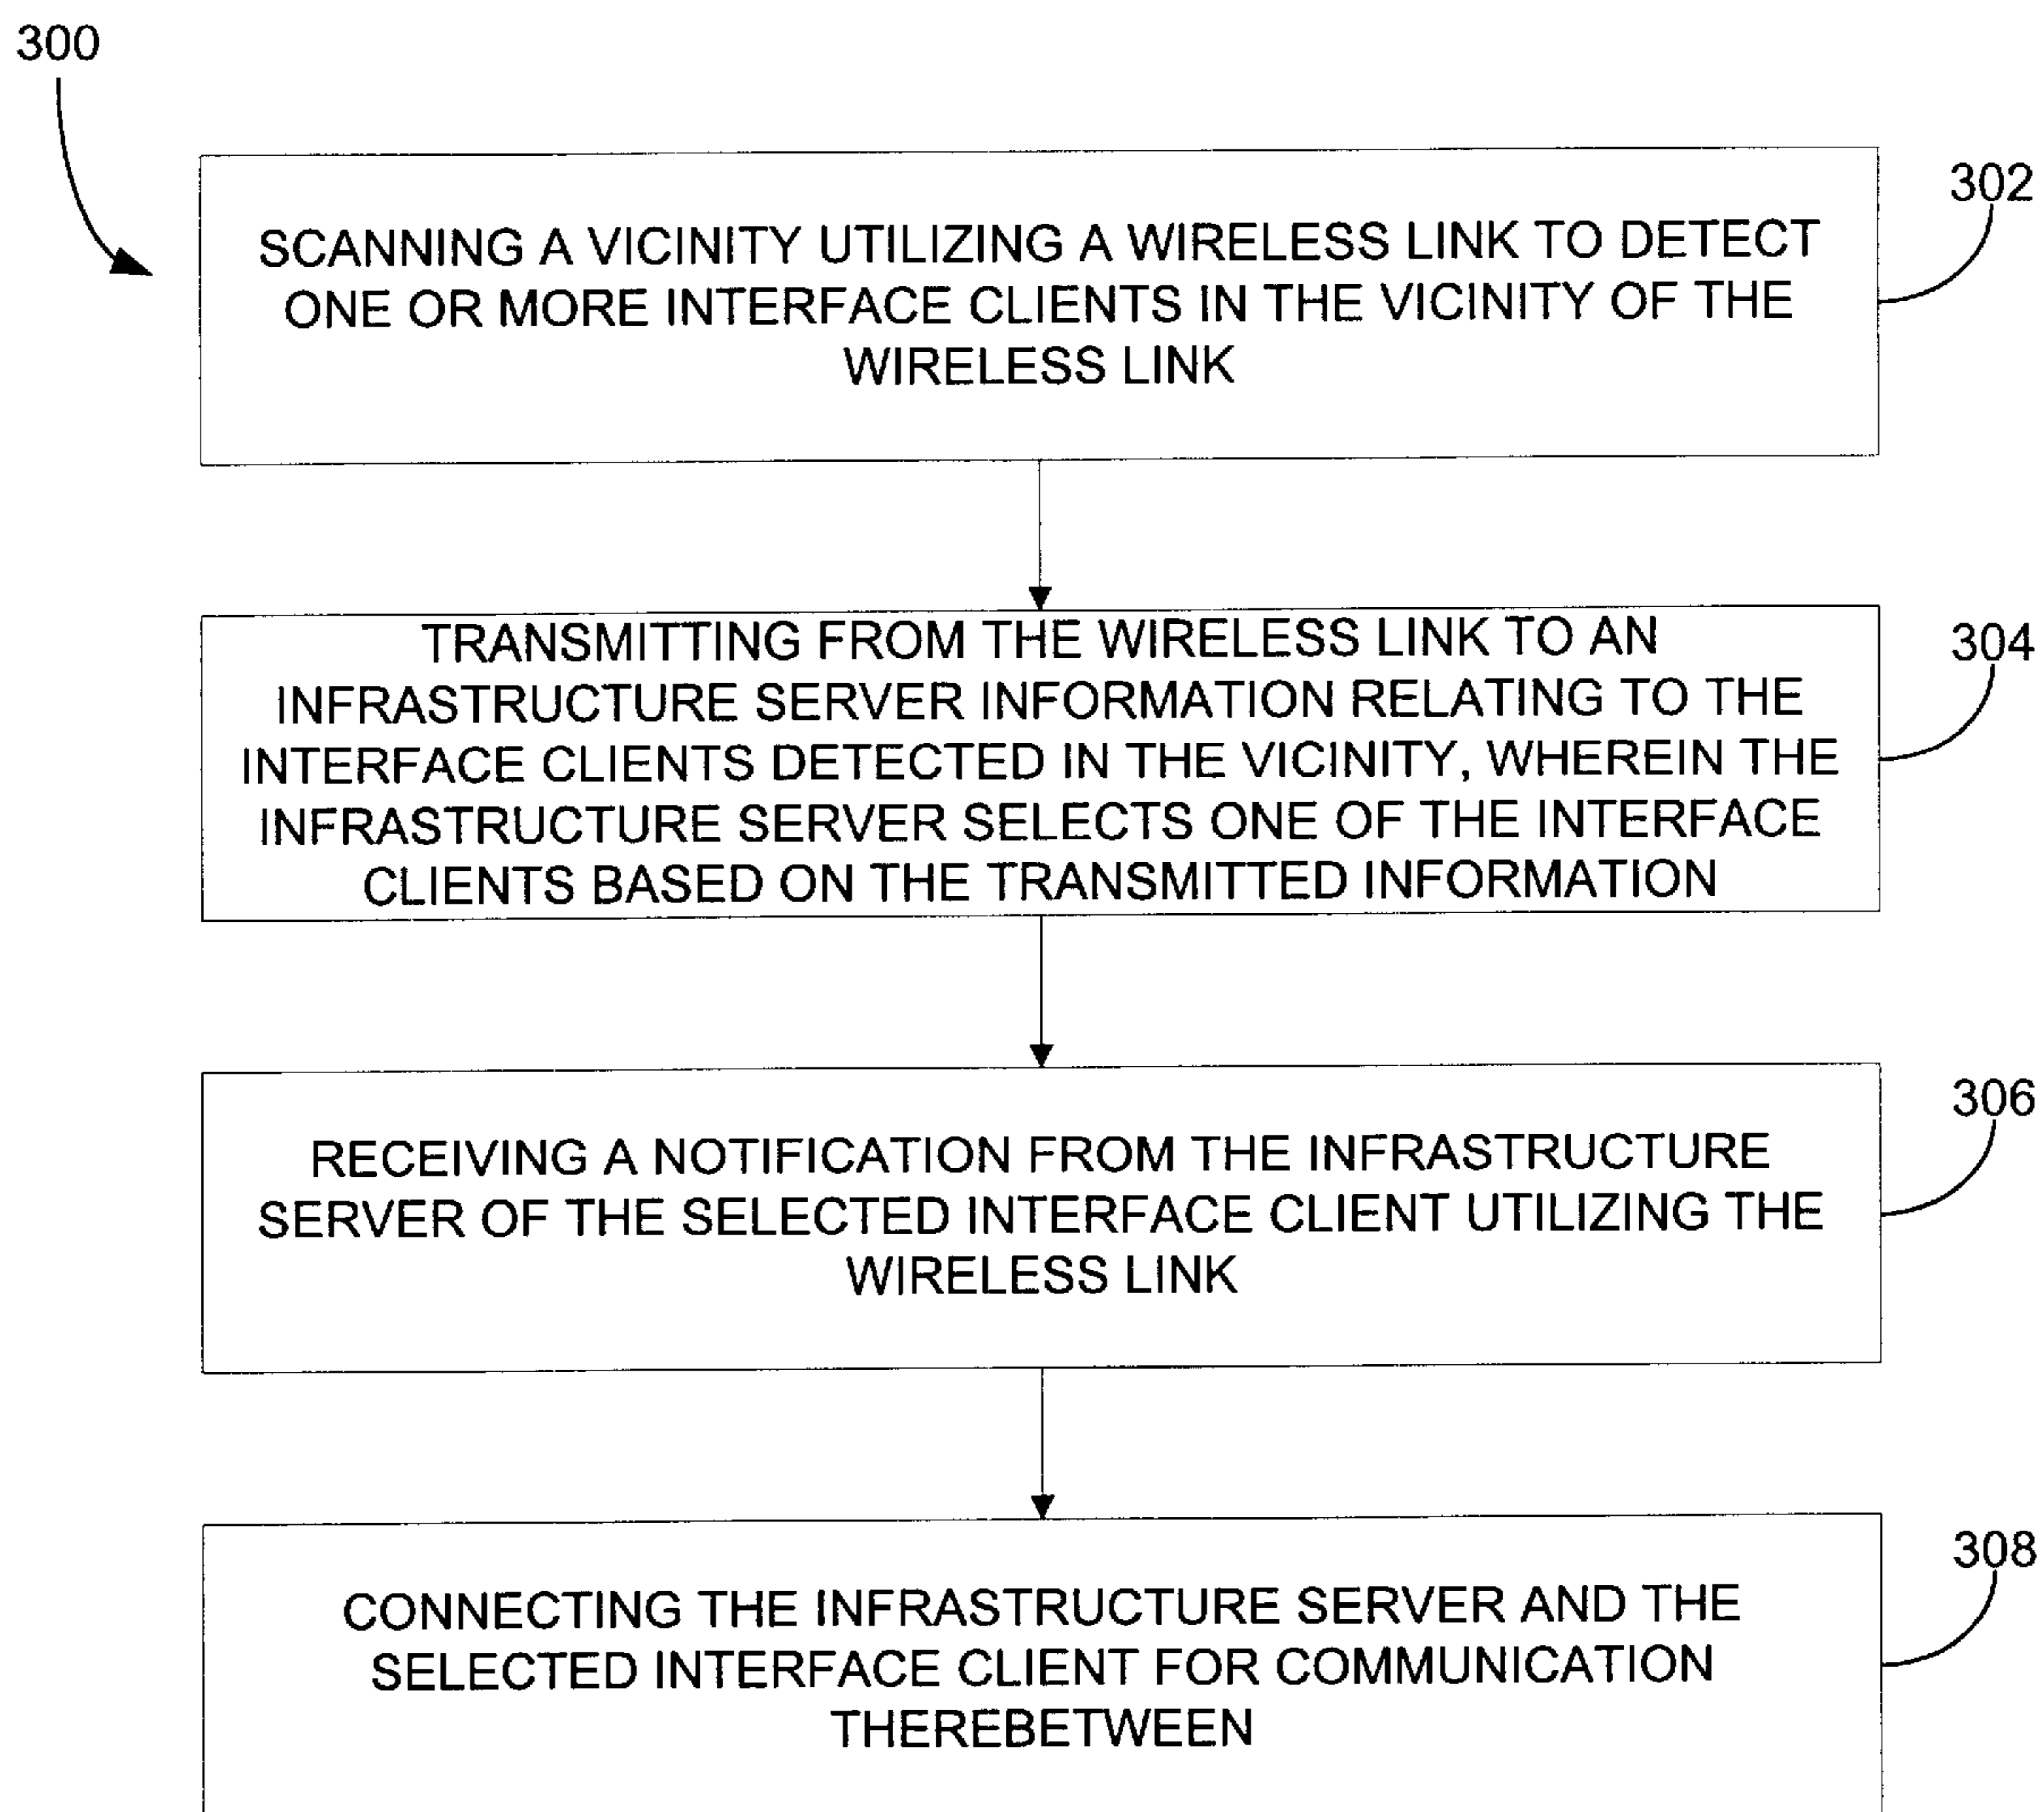 300
302
SCANNING A VICINITY UTILIZING A WIRELESS LINK TO DETECT
ONE OR MORE INTERFACE CLIENTS IN THE VICINITY OF THE
WIRELESS LINK
304
TRANSMITTING FROM THE WIRELESS LINK TO AN
INFRASTRUCTURE SERVER INFORMATION RELATING TO THE
INTERFACE CLIENTS DETECTED IN THE VICINITY, WHEREIN THE
INFRASTRUCTURE SERVER SELECTS ONE OF THE INTERFACE
CLIENTS BASED ON THE TRANSMITTED INFORMATION
306
RECEIVING A NOTIFICATION FROM THE INFRASTRUCTURE
SERVER OF THE SELECTED INTERFACE CLIENT UTILIZING THE
WIRELESS LINK
308
CONNECTING THE INFRASTRUCTURE SERVER AND THE
SELECTED INTERFACE CLIENT FOR COMMUNICATION
THEREBETWEEN